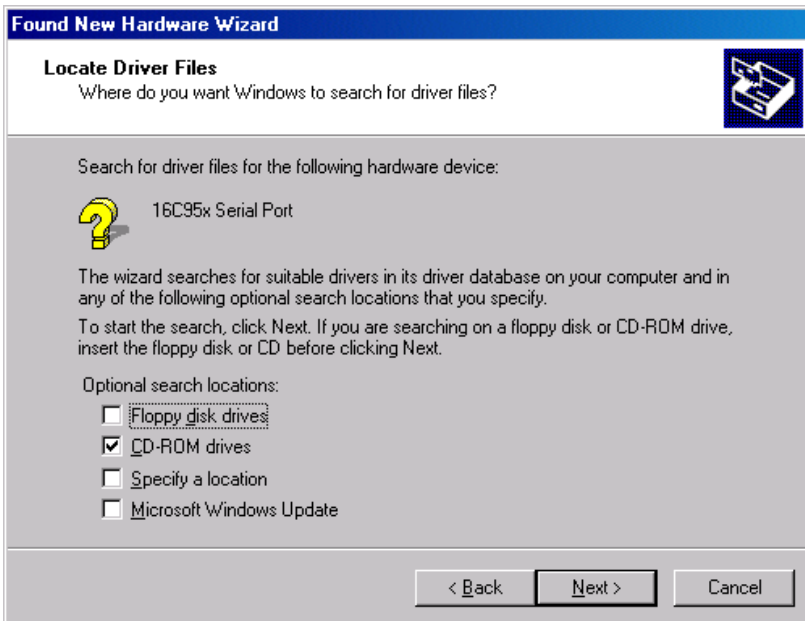 Found New Hardware Wizard
Locate Driver Files
Where do you want Windows to search for driver files?
Search for driver files for the following hardware device:
16C95x Serial Port
The wizard searches for suitable drivers in its driver database on your computer and in
any of the following optional search locations that you specify.
To start the search, click Next. If you are searching on a floppy disk or CD-ROM drive,
insert the floppy disk or CD before clicking Next.
Optional search locations:
Floppy disk drives
CD-ROM drives
Specify a location
Microsoft Windows Update
< Back Next > Cancel